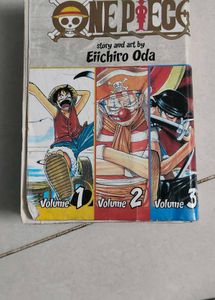 ONE PIECE
story and art by
Eiichiro Oda
Volume 1
Volume 2
Volume 3